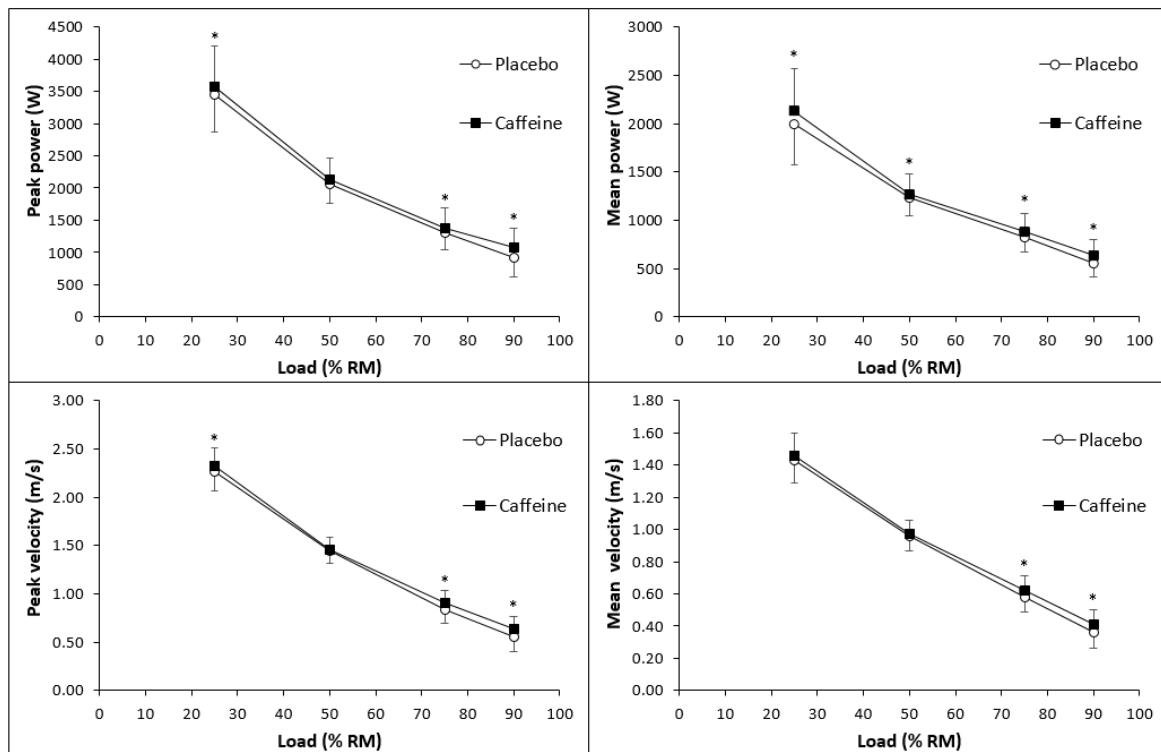 Peak power (W)
4500
4000
3500
3000
2500
2000
1500
1000
500
0
* * *
Placebo
Caffeine
0 10 20 30 40 50 60 70 80 90 100
Load (% RM)
Mean power (W)
3000
2500
2000
1500
1000
500
0
* * * *
Placebo
Caffeine
0 10 20 30 40 50 60 70 80 90 100
Load (% RM)
Peak velocity (m/s)
3.00
2.50
2.00
1.50
1.00
0.50
0.00
* * *
Placebo
Caffeine
0 10 20 30 40 50 60 70 80 90 100
Load (% RM)
Mean velocity (m/s)
1.80
1.60
1.40
1.20
1.00
0.80
0.60
0.40
0.20
0.00
* *
Placebo
Caffeine
0 10 20 30 40 50 60 70 80 90 100
Load (% RM)